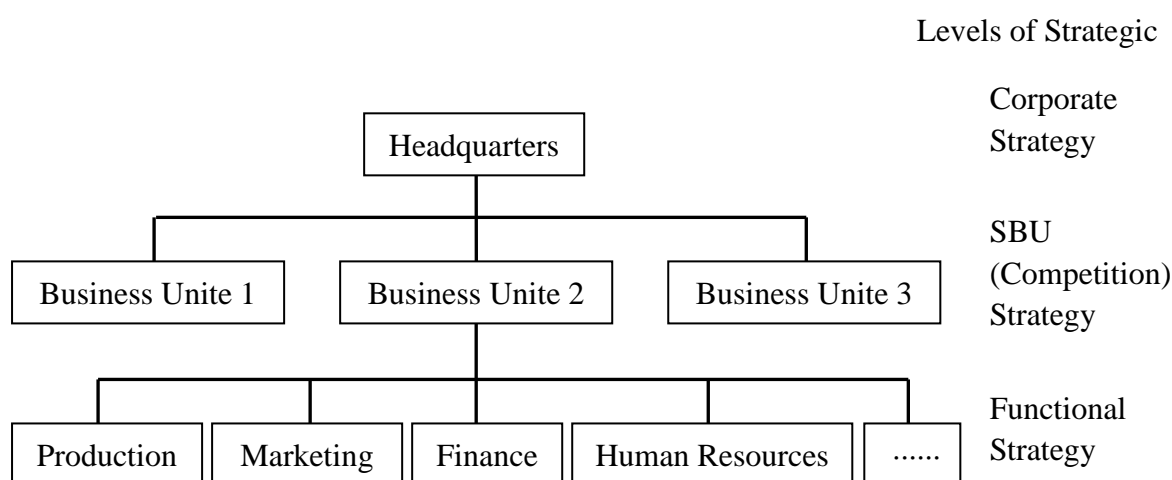 Levels of Strategic
Corporate
Strategy
Headquarters
SBU
(Competition)
Strategy
Business Unite 1
Business Unite 2
Business Unite 3
Functional
Strategy
Production
Marketing
Finance
Human Resources
......